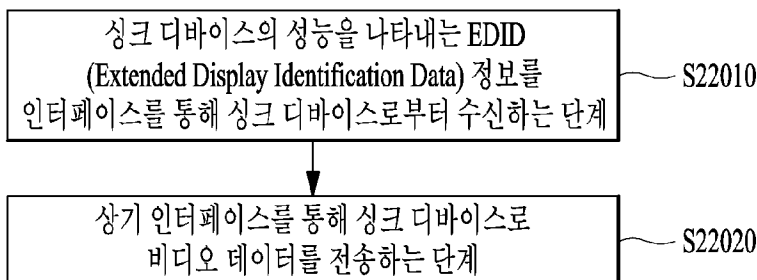 싱크 디바이스의 성능을 나타내는 EDID
(Extended Display Identification Data) 정보를
인터페이스를 통해 싱크 디바이스로부터 수신하는 단계
S22010
상기 인터페이스를 통해 싱크 디바이스로
비디오 데이터를 전송하는 단계
S22020